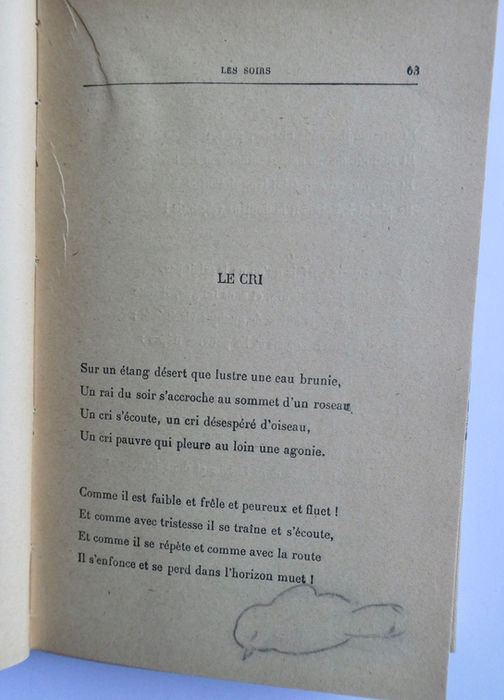 LES SOIRS 63
LE CRI
Sur un étang désert que lustre une eau brunie,
Un rai du soir s'accroche au sommet d'un roseau.
Un cri s'écoute, un cri désespéré d'oiseau,
Un cri pauvre qui pleure au loin une agonie.
Comme il est faible et frêle et peureux et fluet !
Et comme avec tristesse il se traîne et s'écoute,
Et comme il se répète et comme avec la route
Il s'enfonce et se perd dans l'horizon muet !